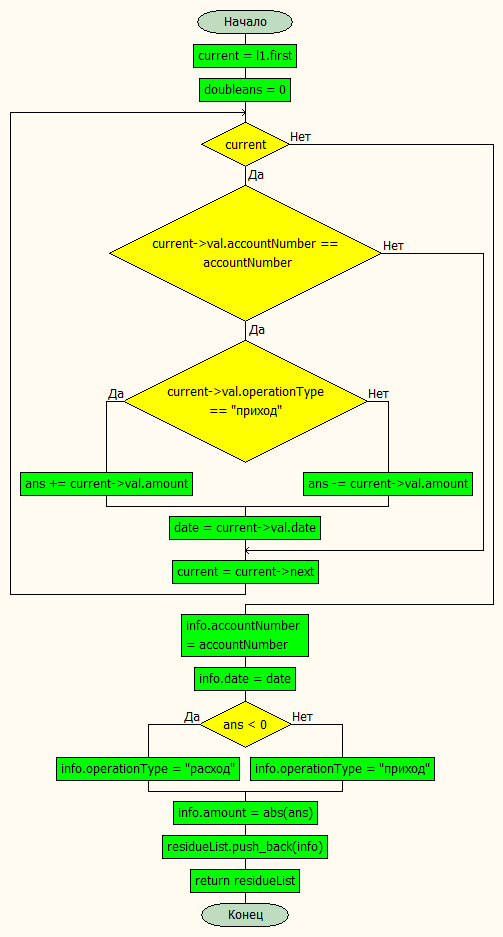 Начало
current = l1.first
doubleans = 0
current
Нет
Да
current->val.accountNumber ==
accountNumber
Нет
Да
current->val.operationType
== "приход"
Да
Нет
ans += current->val.amount
ans -= current->val.amount
date = current->val.date
current = current->next
info.accountNumber
= accountNumber
info.date = date
ans < 0
Да
Нет
info.operationType = "расход"
info.operationType = "приход"
info.amount = abs(ans)
residueList.push_back(info)
return residueList
Конец